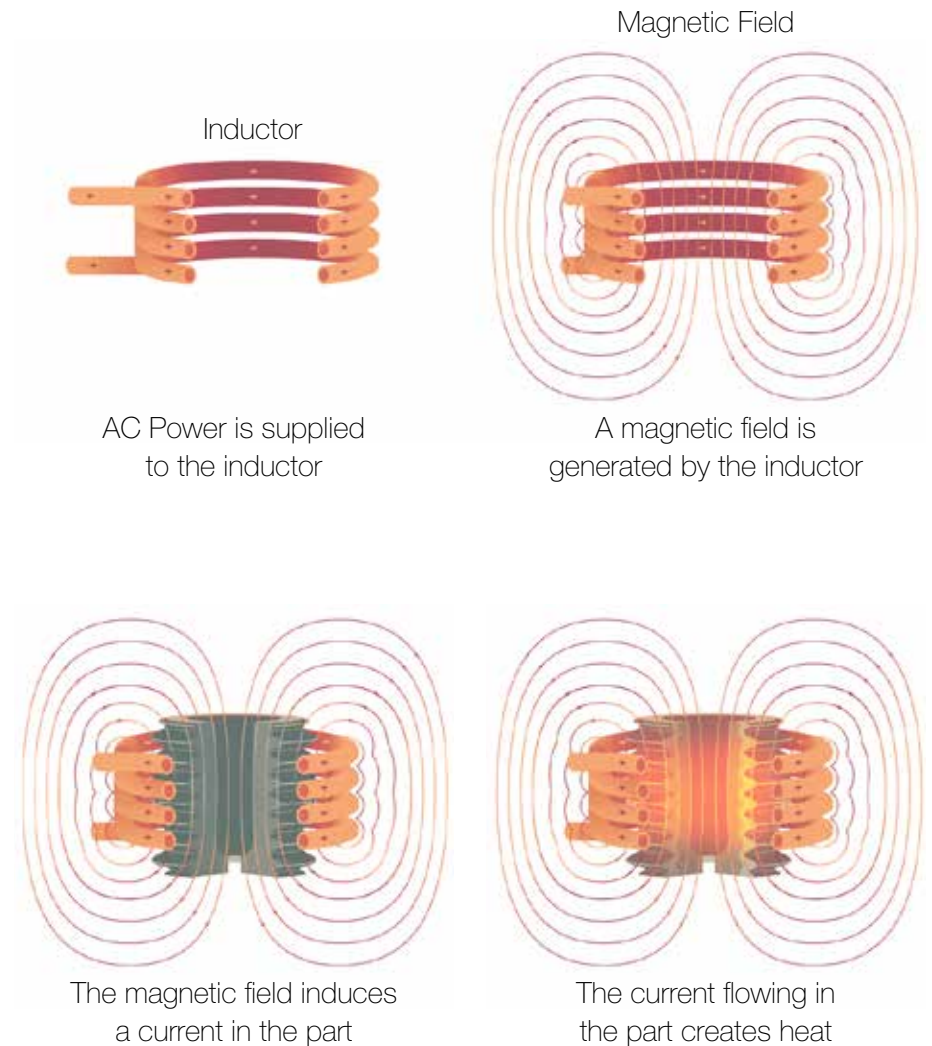 Magnetic Field
Inductor
AC Power is supplied
to the inductor
A magnetic field is
generated by the inductor
The magnetic field induces
a current in the part
The current flowing in
the part creates heat